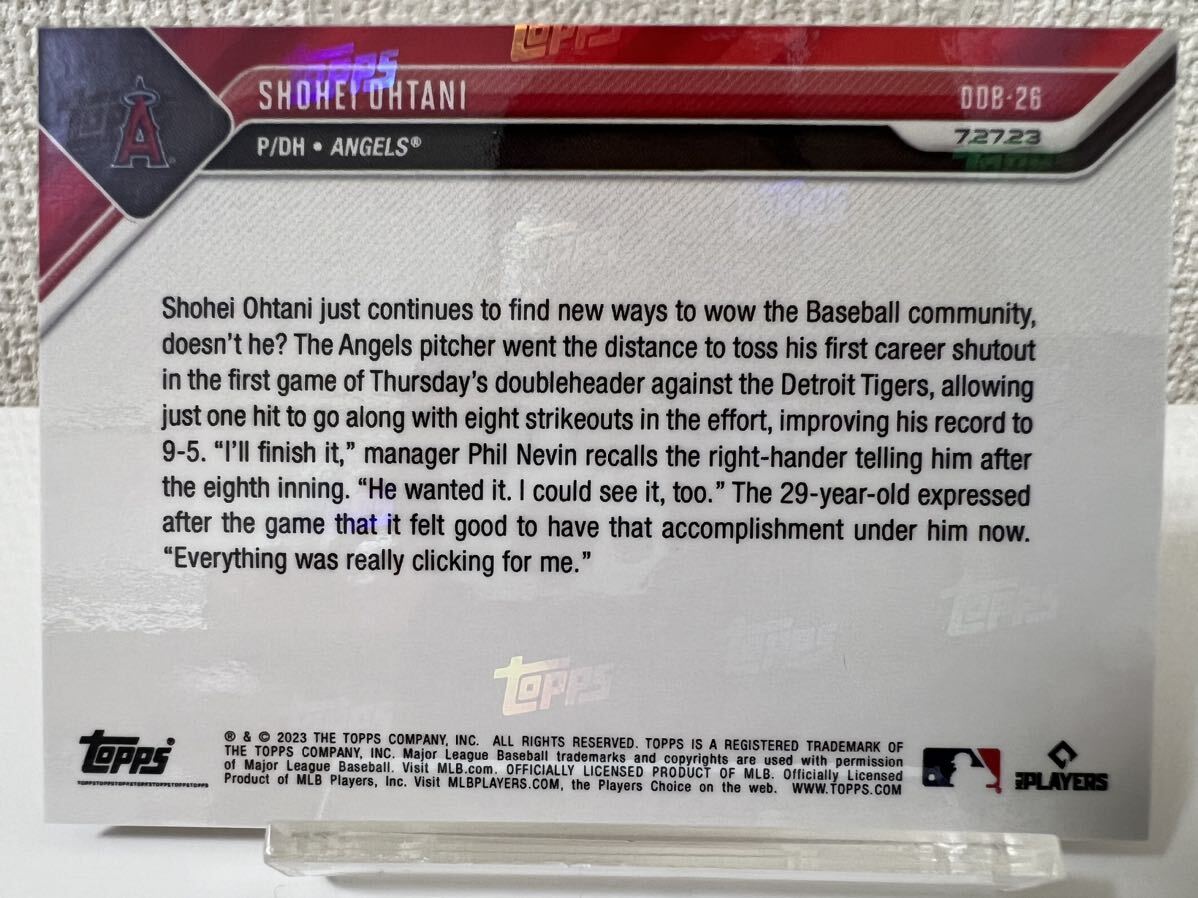 SHOHEI OHTANI
ODB-26
P/DH • ANGELS®
7.27.23
A
Shohei Ohtani just continues to find new ways to wow the Baseball community,
doesn't he? The Angels pitcher went the distance to toss his first career shutout
in the first game of Thursday's doubleheader against the Detroit Tigers, allowing
just one hit to go along with eight strikeouts in the effort, improving his record to
9-5. “I'll finish it,” manager Phil Nevin recalls the right-hander telling him after
the eighth inning. “He wanted it. I could see it, too.” The 29-year-old expressed
after the game that it felt good to have that accomplishment under him now.
“Everything was really clicking for me.”
TOPPS
TOPPS®
® & © 2023 THE TOPPS COMPANY, INC. ALL RIGHTS RESERVED. TOPPS IS A REGISTERED TRADEMARK OF
THE TOPPS COMPANY, INC. Major League Baseball trademarks and copyrights are used with permission
of Major League Baseball. Visit MLB.com. OFFICIALLY LICENSED PRODUCT OF MLB. Officially Licensed
Product of MLB Players, Inc. Visit MLBPLAYERS.COM, the Players Choice on the web. WWW.TOPPS.COM
MLB PLAYERS